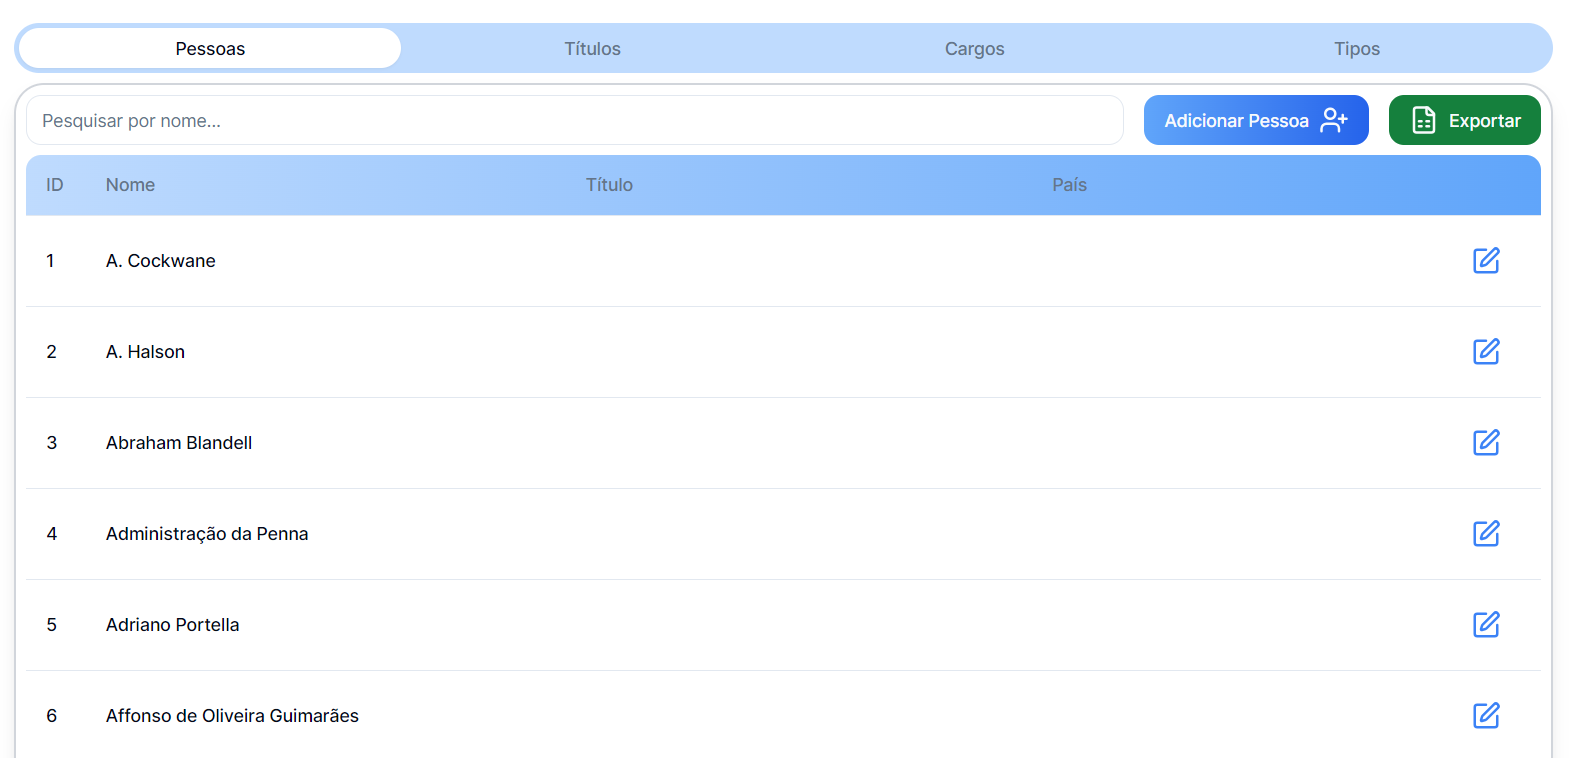 Pessoas Títulos Cargos Tipos
Pesquisar por nome... Adicionar Pessoa Exportar
ID Nome Título País
1 A. Cockwane
2 A. Halson
3 Abraham Blandell
4 Administração da Penna
5 Adriano Portella
6 Affonso de Oliveira Guimarães